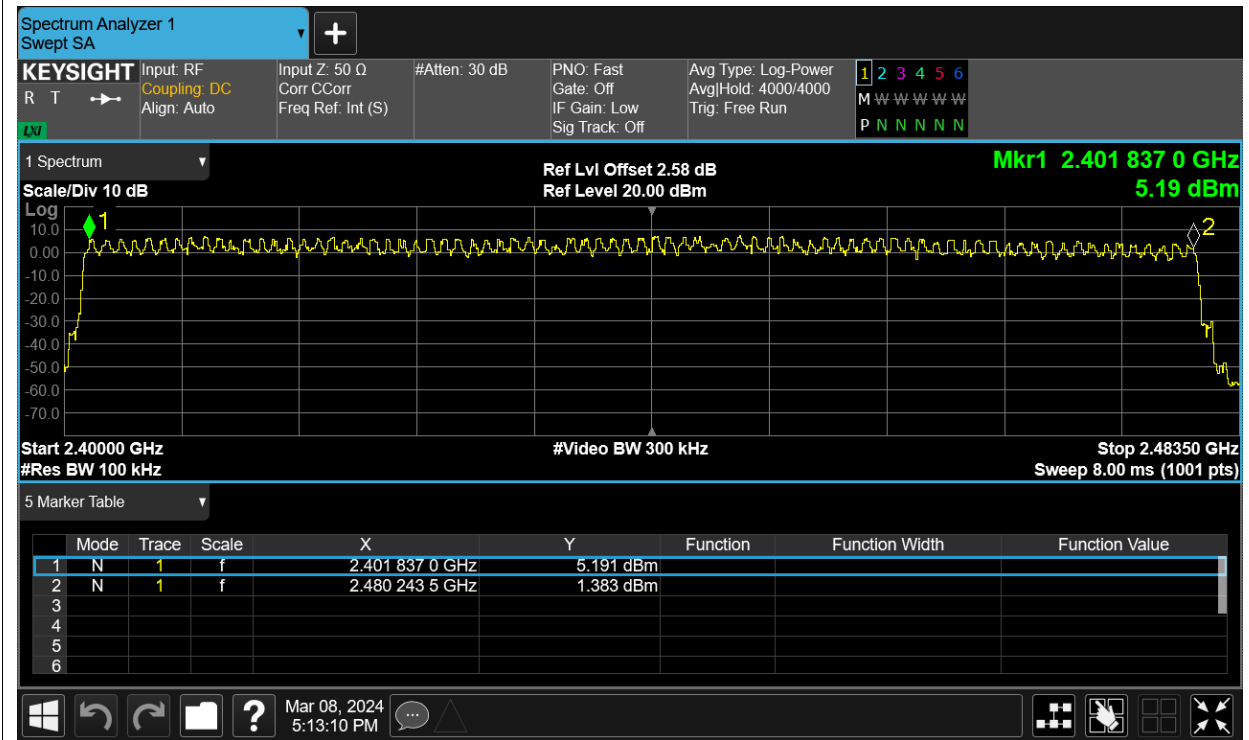 Spectrum Analyzer 1
Swept SA
+
KEYSIGHT
R T
LXI
Input: RF
Coupling: DC
Align: Auto
Input Z: 50 Ω
Corr CCorr
Freq Ref: Int (S)
#Atten: 30 dB
PNO: Fast
Gate: Off
IF Gain: Low
Sig Track: Off
Avg Type: Log-Power
Avg|Hold: 4000/4000
Trig: Free Run
1 2 3 4 5 6
M W W W W W
P N N N N N
1 Spectrum
Scale/Div 10 dB
Ref Lvl Offset 2.58 dB
Ref Level 20.00 dBm
Mkr1 2.401 837 0 GHz
5.19 dBm
Log
1
2
10.0
0.00
-10.0
-20.0
-30.0
-40.0
-50.0
-60.0
-70.0
Start 2.40000 GHz
#Video BW 300 kHz
Stop 2.48350 GHz
#Res BW 100 kHz
Sweep 8.00 ms (1001 pts)
5 Marker Table
Mode Trace Scale X Y Function Function Width Function Value
1 N 1 f 2.401 837 0 GHz 5.191 dBm
2 N 1 f 2.480 243 5 GHz 1.383 dBm
3
4
5
6
?
Mar 08, 2024
5:13:10 PM